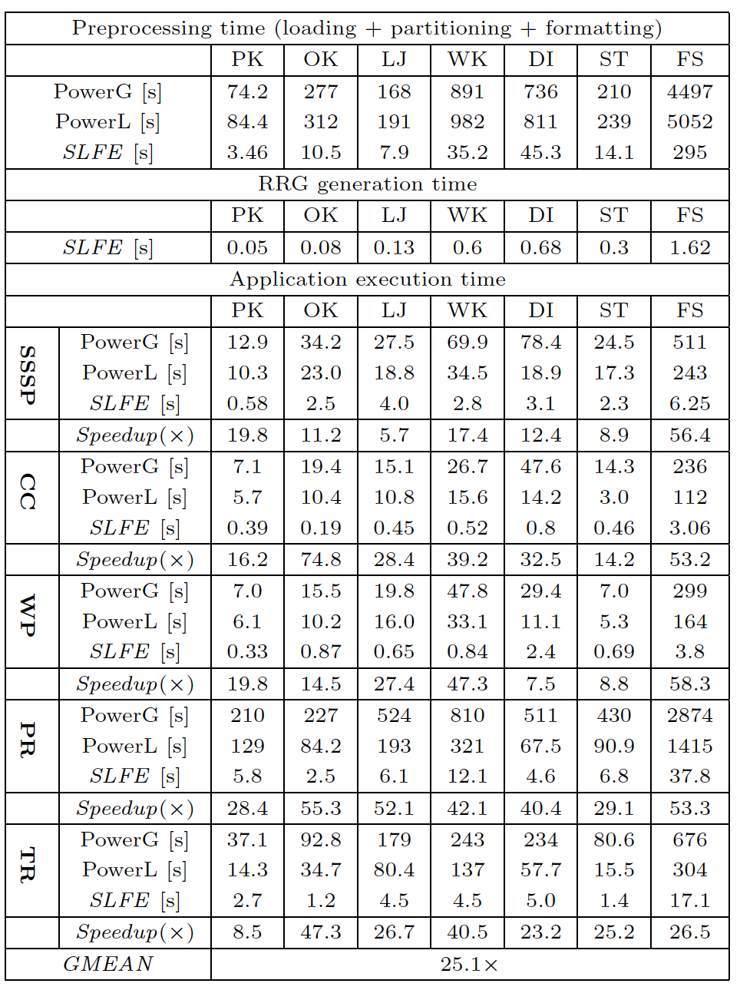 Preprocessing time (loading + partitioning + formatting)
PK OK LJ WK DI ST FS
PowerG [s] 74.2 277 168 891 736 210 4497
PowerL [s] 84.4 312 191 982 811 239 5052
SLFE [s] 3.46 10.5 7.9 35.2 45.3 14.1 295
RRG generation time
PK OK LJ WK DI ST FS
SLFE [s] 0.05 0.08 0.13 0.6 0.68 0.3 1.62
Application execution time
PK OK LJ WK DI ST FS
SSSP
PowerG [s] 12.9 34.2 27.5 69.9 78.4 24.5 511
PowerL [s] 10.3 23.0 18.8 34.5 18.9 17.3 243
SLFE [s] 0.58 2.5 4.0 2.8 3.1 2.3 6.25
Speedup(×) 19.8 11.2 5.7 17.4 12.4 8.9 56.4
CC
PowerG [s] 7.1 19.4 15.1 26.7 47.6 14.3 236
PowerL [s] 5.7 10.4 10.8 15.6 14.2 3.0 112
SLFE [s] 0.39 0.19 0.45 0.52 0.8 0.46 3.06
Speedup(×) 16.2 74.8 28.4 39.2 32.5 14.2 53.2
WP
PowerG [s] 7.0 15.5 19.8 47.8 29.4 7.0 299
PowerL [s] 6.1 10.2 16.0 33.1 11.1 5.3 164
SLFE [s] 0.33 0.87 0.65 0.84 2.4 0.69 3.8
Speedup(×) 19.8 14.5 27.4 47.3 7.5 8.8 58.3
PR
PowerG [s] 210 227 524 810 511 430 2874
PowerL [s] 129 84.2 193 321 67.5 90.9 1415
SLFE [s] 5.8 2.5 6.1 12.1 4.6 6.8 37.8
Speedup(×) 28.4 55.3 52.1 42.1 40.4 29.1 53.3
TR
PowerG [s] 37.1 92.8 179 243 234 80.6 676
PowerL [s] 14.3 34.7 80.4 137 57.7 15.5 304
SLFE [s] 2.7 1.2 4.5 4.5 5.0 1.4 17.1
Speedup(×) 8.5 47.3 26.7 40.5 23.2 25.2 26.5
GMEAN 25.1×